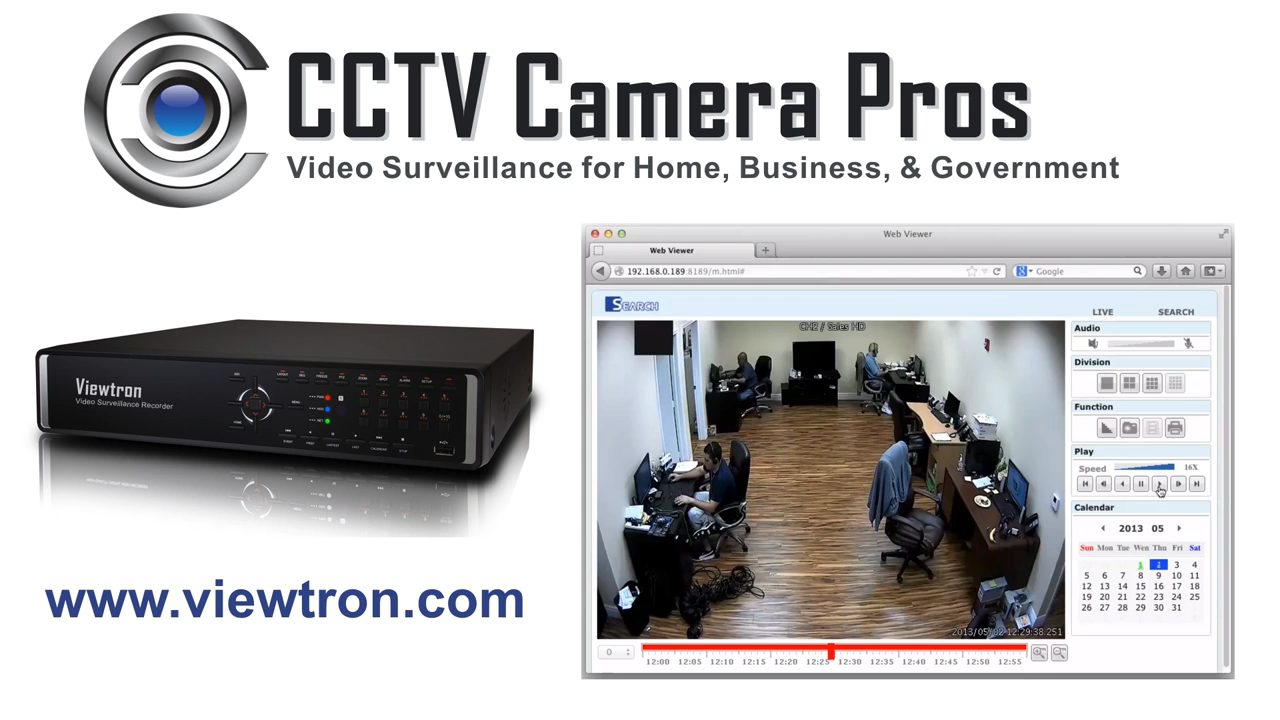 CCTV Camera Pros
Video Surveillance for Home, Business, & Government
Viewtron
Video Surveillance Recorder
www.viewtron.com
Web Viewer
Web Viewer
192.168.0.189:8189/m.html#
Google
SEARCH
LIVE SEARCH
CH2 / Sales HD
2013/05/02 12:29:38.251
Audio
Division
Function
Play
Speed 16X
Calendar
2013 05
Sun Mon Tue Wen Thu Fri Sat
1 2 3 4
5 6 7 8 9 10 11
12 13 14 15 16 17 18
19 20 21 22 23 24 25
26 27 28 29 30 31
0
12:00 12:05 12:10 12:15 12:20 12:25 12:30 12:35 12:40 12:45 12:50 12:55